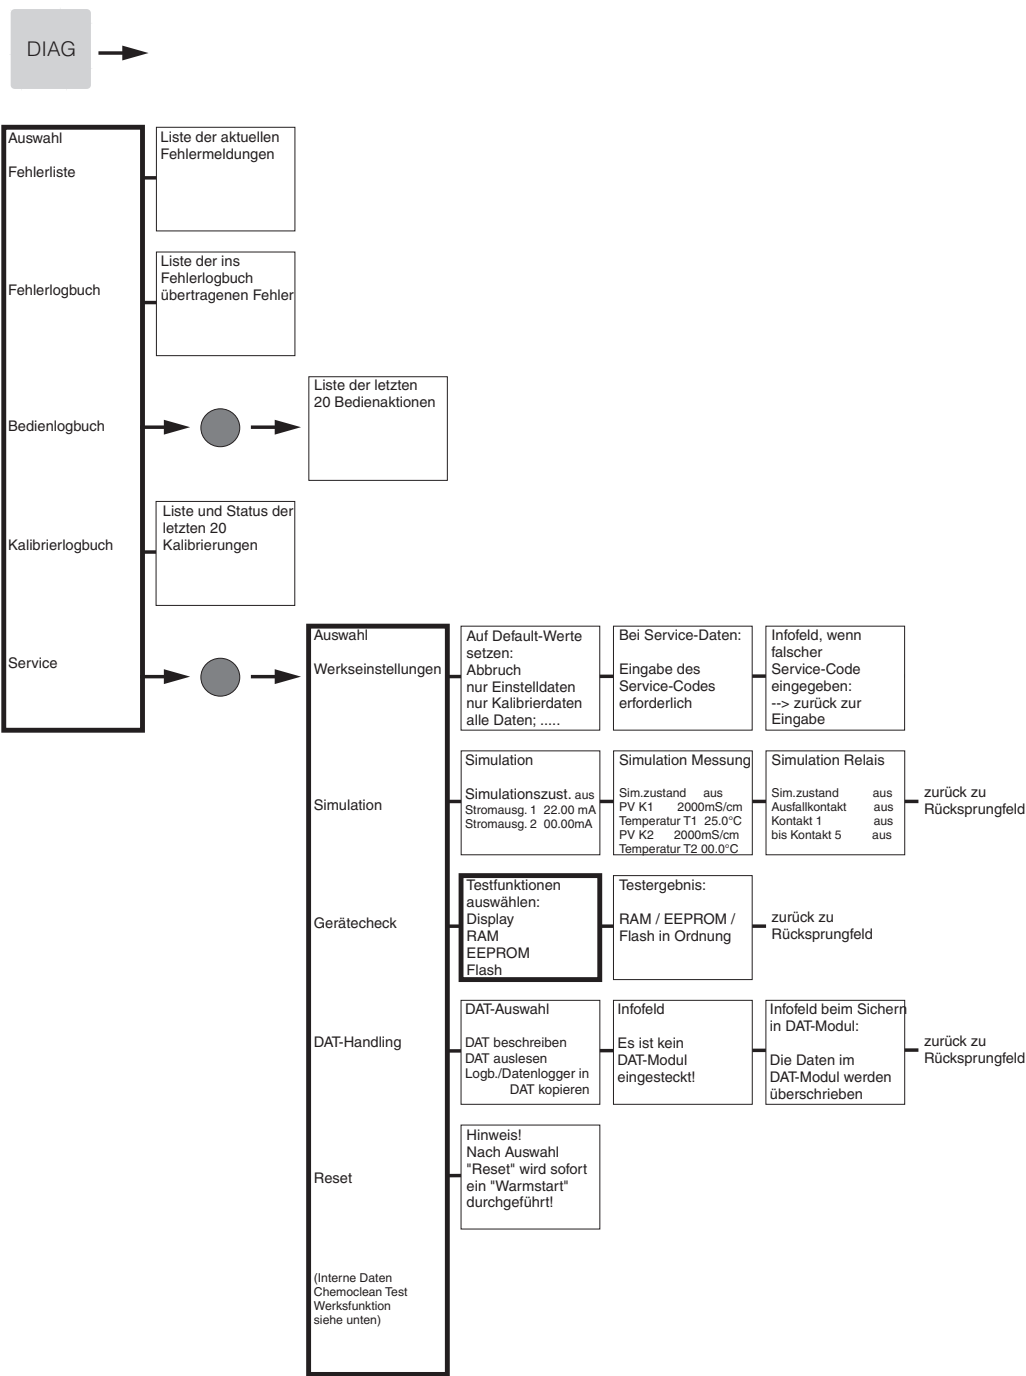 DIAG
Auswahl
Fehlerliste
Liste der aktuellen
Fehlermeldungen
Fehlerlogbuch
Liste der ins
Fehlerlogbuch
übertragenen Fehler
Bedienlogbuch
Liste der letzten
20 Bedienaktionen
Kalibrierlogbuch
Liste und Status der
letzten 20
Kalibrierungen
Service
Auswahl
Werkseinstellungen
Auf Default-Werte
setzen:
Abbruch
nur Einstelldaten
nur Kalibrierdaten
alle Daten; .....
Bei Service-Daten:
Eingabe des
Service-Codes
erforderlich
Infofeld, wenn
falscher
Service-Code
eingegeben:
--> zurück zur
Eingabe
Simulation
Simulation
Simulationszust. aus
Stromausg. 1 22.00 mA
Stromausg. 2 00.00mA
Simulation Messung
Sim.zustand aus
PV K1 2000mS/cm
Temperatur T1 25.0°C
PV K2 2000mS/cm
Temperatur T2 00.0°C
Simulation Relais
Sim.zustand aus
Ausfallkontakt aus
Kontakt 1 aus
bis Kontakt 5 aus
zurück zu
Rücksprungfeld
Gerätecheck
Testfunktionen
auswählen:
Display
RAM
EEPROM
Flash
Testergebnis:
RAM / EEPROM /
Flash in Ordnung
zurück zu
Rücksprungfeld
DAT-Handling
DAT-Auswahl
DAT beschreiben
DAT auslesen
Logb./Datenlogger in
DAT kopieren
Infofeld
Es ist kein
DAT-Modul
eingesteckt!
Infofeld beim Sichern
in DAT-Modul:
Die Daten im
DAT-Modul werden
überschrieben
zurück zu
Rücksprungfeld
Reset
Hinweis!
Nach Auswahl
"Reset" wird sofort
ein "Warmstart"
durchgeführt!
(Interne Daten
Chemoclean Test
Werksfunktion
siehe unten)